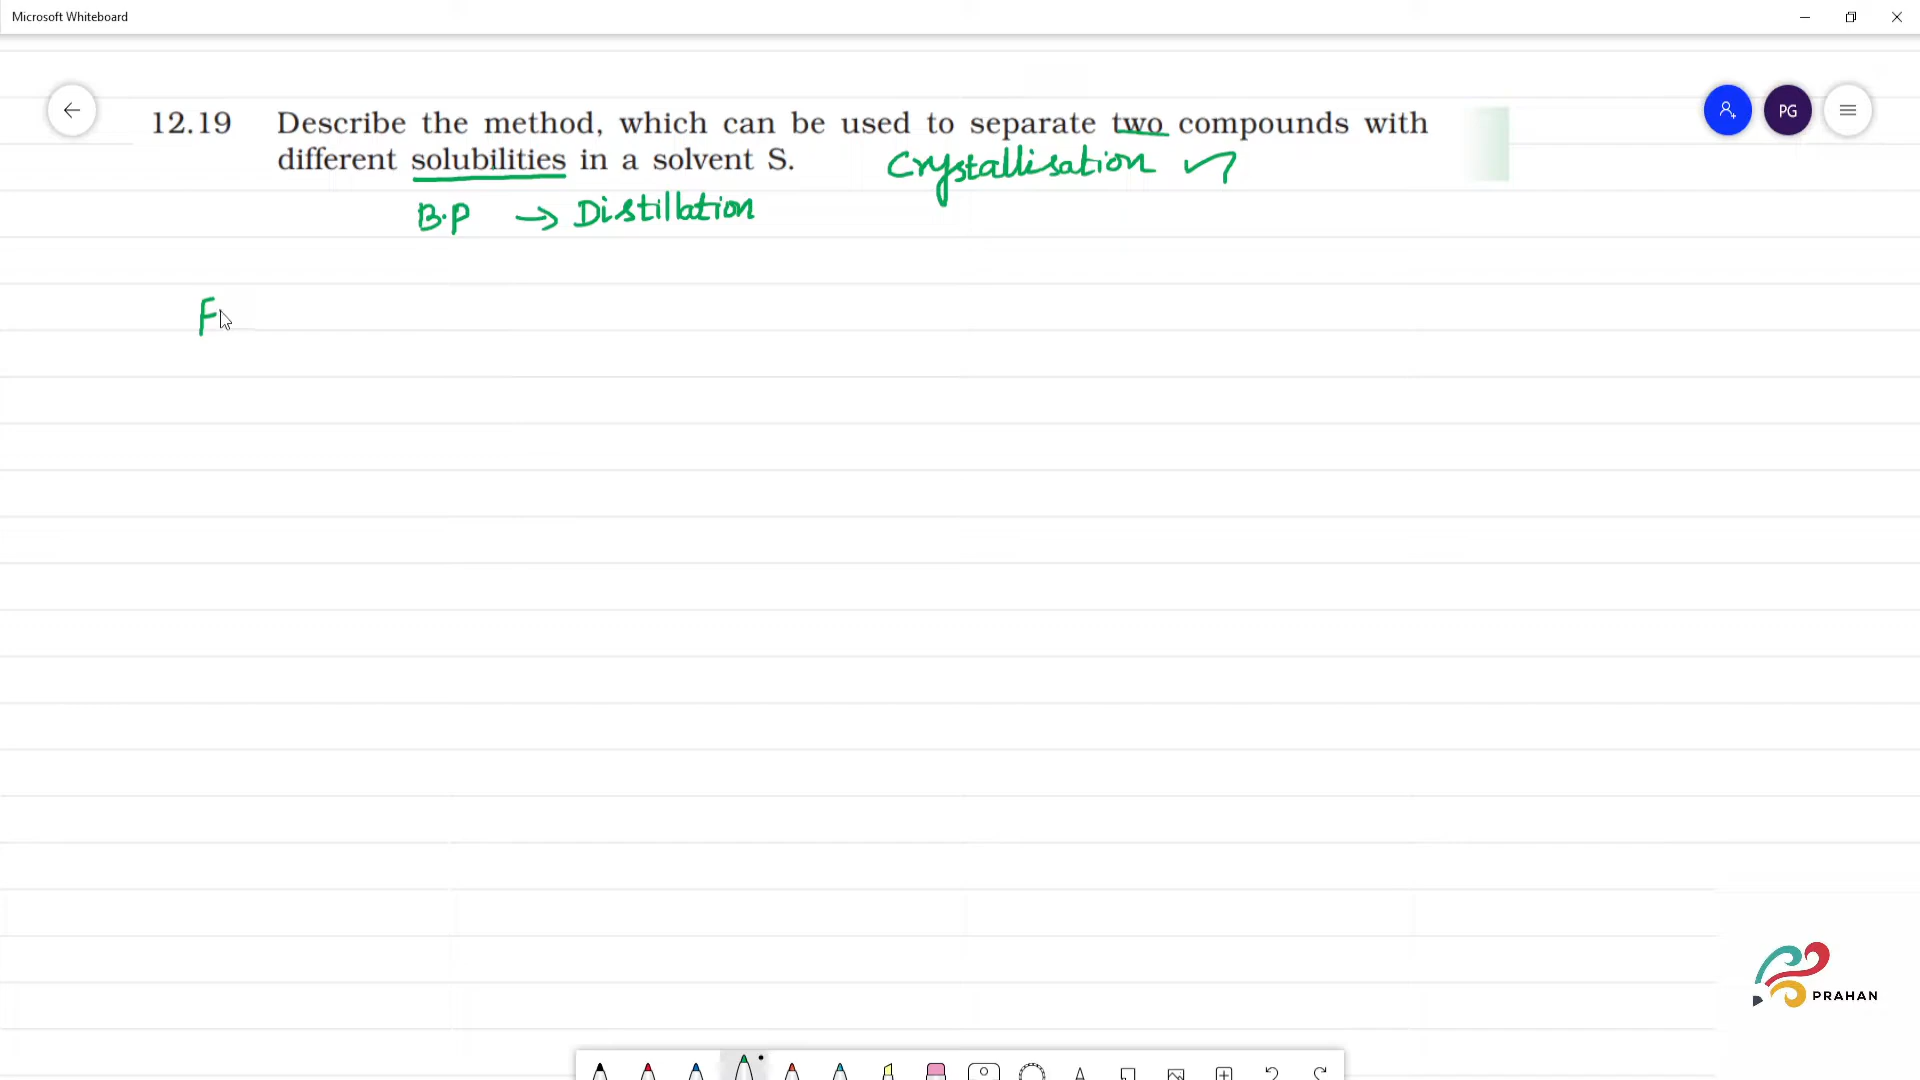 Microsoft Whiteboard
PG
12.19 Describe the method, which can be used to separate two compounds with
different solubilities in a solvent S. Crystallisation
B.P → Distillation
F
PRAHAN